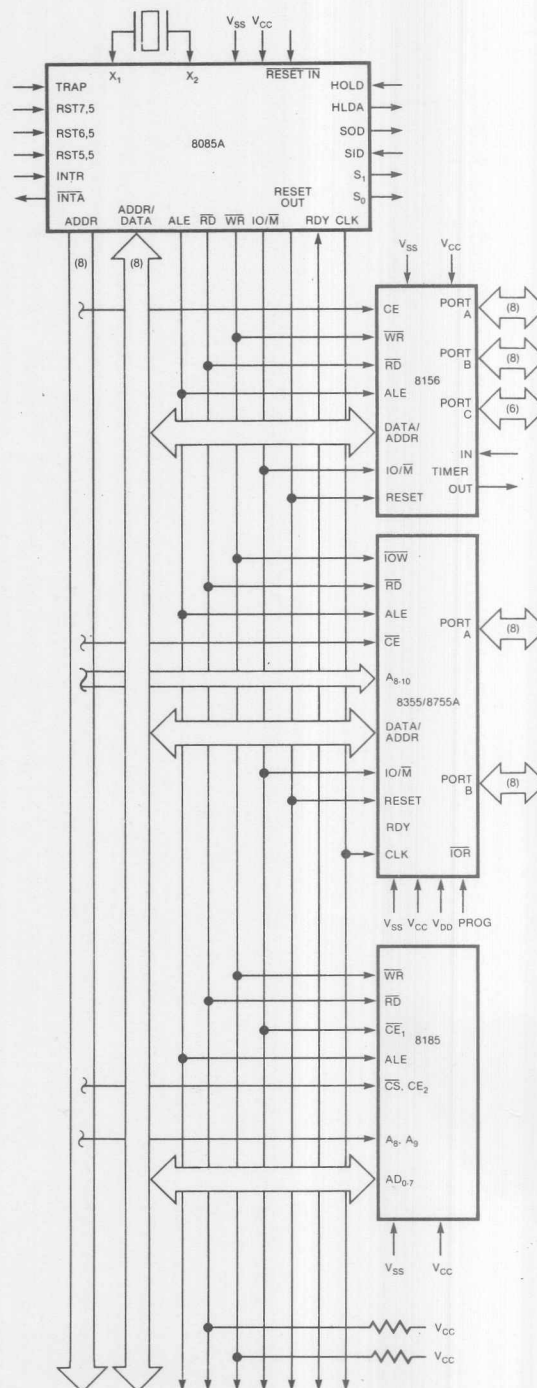 VSS VCC
X1 X2 RESET IN
TRAP HOLD
RST7,5 HLDA
RST6,5 SOD
8085A
RST5,5 SID
INTR S1
INTA RESET OUT S0
ADDR ADDR/ DATA ALE RD WR IO/M RDY CLK
(8) (8)
VSS VCC
CE PORT A (8)
WR
PORT B (8)
RD
8156
ALE PORT C (6)
DATA/ ADDR
IN
IO/M TIMER
RESET OUT
IOW
RD
ALE PORT A (8)
CE
A8-10
8355/8755A
DATA/ ADDR
IO/M PORT B (8)
RESET
RDY
CLK IOR
VSS VCC VDD PROG
WR
RD
CE1 8185
ALE
CS, CE2
A8, A9
AD0-7
VSS VCC
VCC
VCC